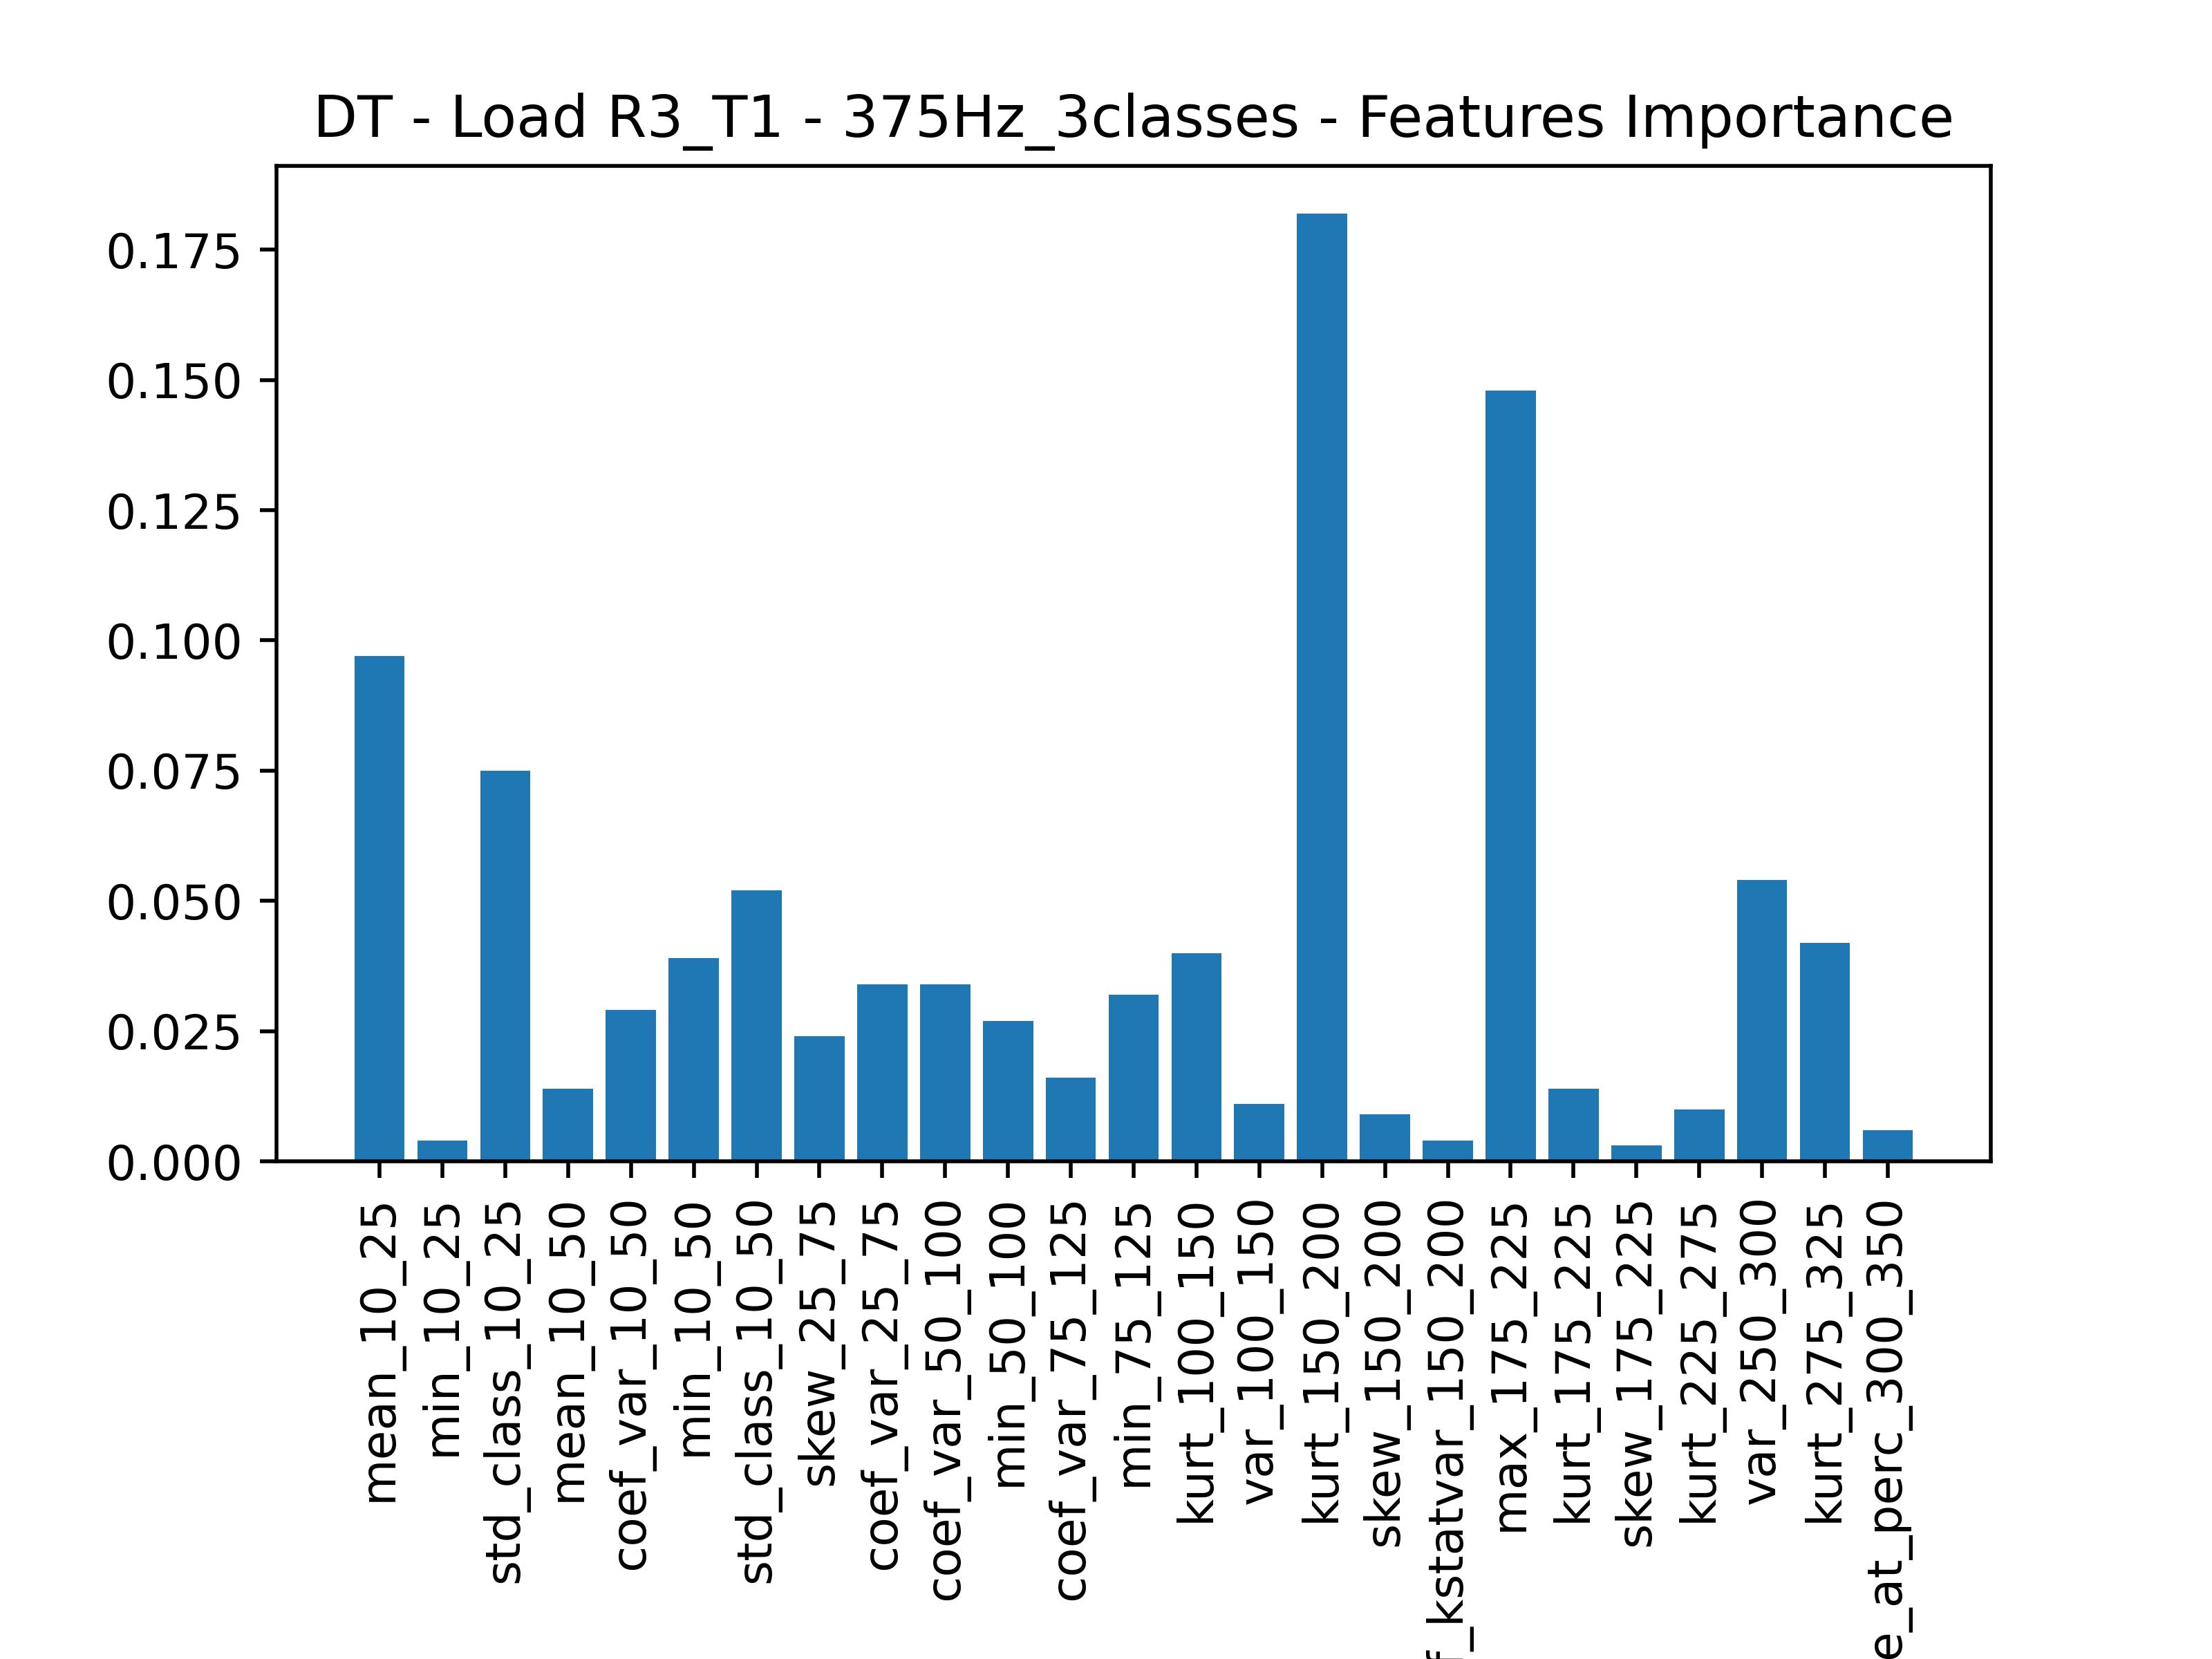 DT - Load R3_T1 - 375Hz_3classes - Features Importance
0.175
0.150
0.125
0.100
0.075
0.050
0.025
0.000
mean_10_25
min_10_25
std_class_10_25
mean_10_50
coef_var_10_50
min_10_50
std_class_10_50
skew_25_75
coef_var_25_75
coef_var_50_100
min_50_100
coef_var_75_125
min_75_125
kurt_100_150
var_100_150
kurt_150_200
skew_150_200
f_kstatvar_150_200
max_175_225
kurt_175_225
skew_175_225
kurt_225_275
var_250_300
kurt_275_325
e_at_perc_300_350